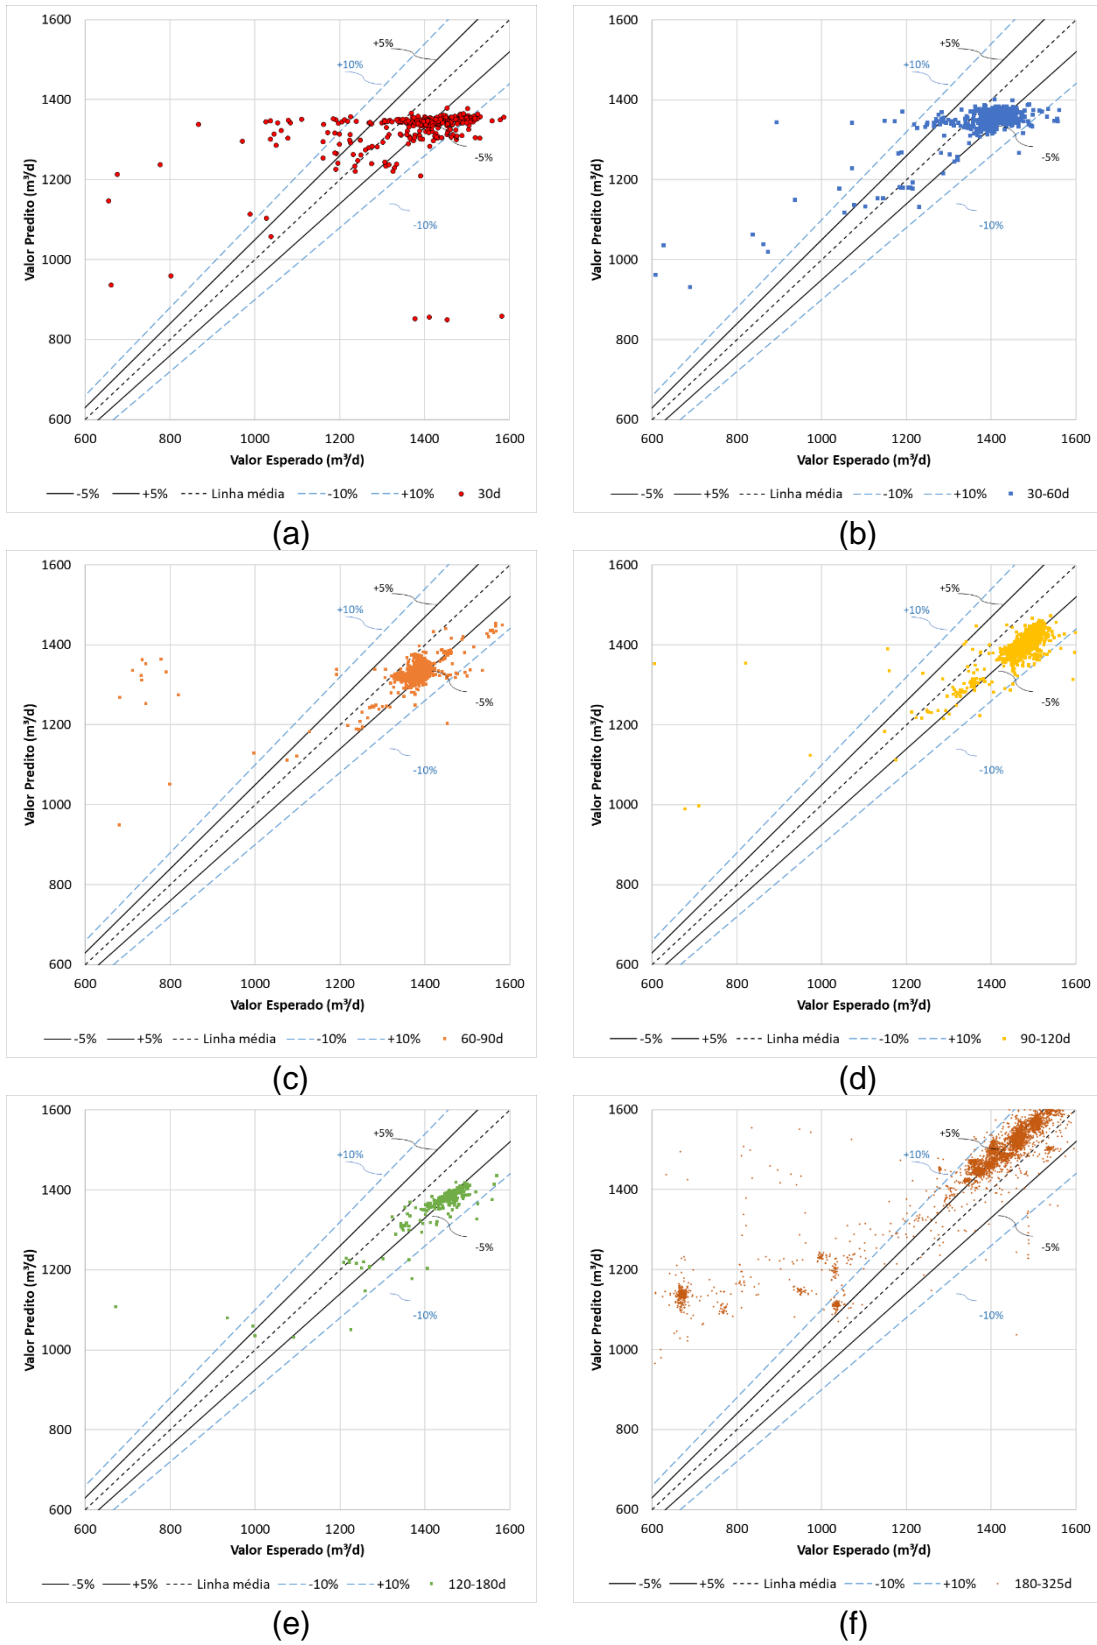 1600
1400
1200
1000
800
600
600 800 1000 1200 1400 1600
Valor Predito (m³/d)
Valor Esperado (m³/d)
+5%
+10%
-5%
-10%
-5% +5% Linha média -10% +10% 30d
(a)
1600
1400
1200
1000
800
600
600 800 1000 1200 1400 1600
Valor Predito (m³/d)
Valor Esperado (m³/d)
+5%
+10%
-5%
-10%
-5% +5% Linha média -10% +10% 30-60d
(b)
1600
1400
1200
1000
800
600
600 800 1000 1200 1400 1600
Valor Predito (m³/d)
Valor Esperado (m³/d)
+5%
+10%
-5%
-10%
-5% +5% Linha média -10% +10% 60-90d
(c)
1600
1400
1200
1000
800
600
600 800 1000 1200 1400 1600
Valor Predito (m³/d)
Valor Esperado (m³/d)
+5%
+10%
-5%
-10%
-5% +5% Linha média -10% +10% 90-120d
(d)
1600
1400
1200
1000
800
600
600 800 1000 1200 1400 1600
Valor Predito (m³/d)
Valor Esperado (m³/d)
+5%
+10%
-5%
-10%
-5% +5% Linha média -10% +10% 120-180d
(e)
1600
1400
1200
1000
800
600
600 800 1000 1200 1400 1600
Valor Predito (m³/d)
Valor Esperado (m³/d)
+5%
+10%
-5%
-10%
-5% +5% Linha média -10% +10% 180-325d
(f)